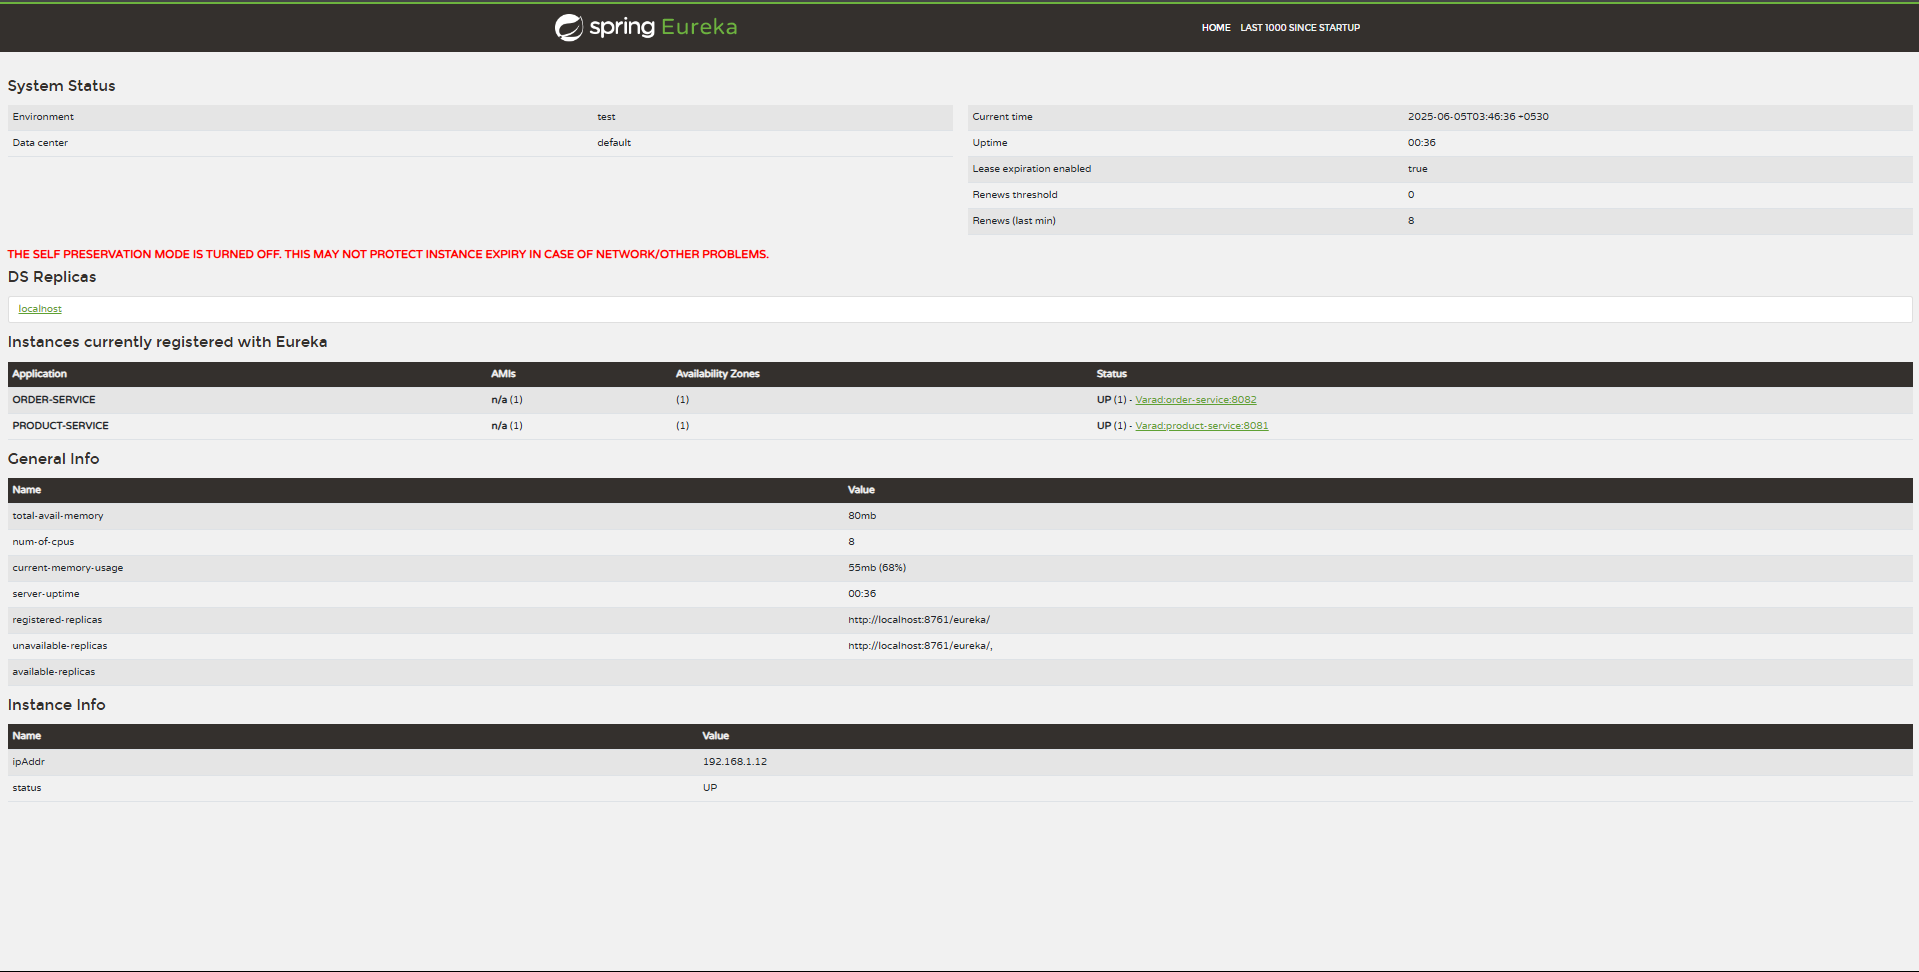 spring Eureka
HOME LAST 1000 SINCE STARTUP
System Status
Environment test
Data center default
Current time 2025-06-05T03:46:36 +0530
Uptime 00:36
Lease expiration enabled true
Renews threshold 0
Renews (last min) 8
THE SELF PRESERVATION MODE IS TURNED OFF. THIS MAY NOT PROTECT INSTANCE EXPIRY IN CASE OF NETWORK/OTHER PROBLEMS.
DS Replicas
localhost
Instances currently registered with Eureka
Application AMIs Availability Zones Status
ORDER-SERVICE n/a (1) (1) UP (1) - Varad:order-service:8082
PRODUCT-SERVICE n/a (1) (1) UP (1) - Varad:product-service:8081
General Info
Name Value
total-avail-memory 80mb
num-of-cpus 8
current-memory-usage 55mb (68%)
server-uptime 00:36
registered-replicas http://localhost:8761/eureka/
unavailable-replicas http://localhost:8761/eureka/,
available-replicas
Instance Info
Name Value
ipAddr 192.168.1.12
status UP